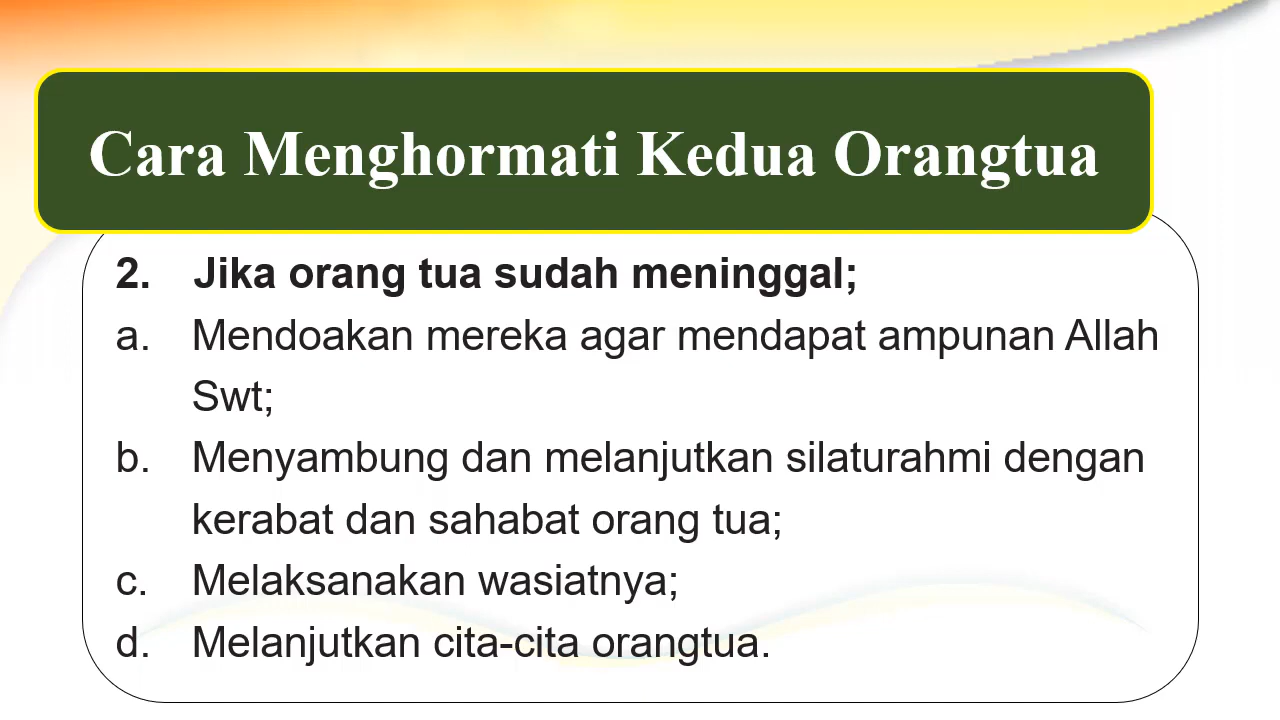 Cara Menghormati Kedua Orangtua
2. Jika orang tua sudah meninggal;
a. Mendoakan mereka agar mendapat ampunan Allah
Swt;
b. Menyambung dan melanjutkan silaturahmi dengan
kerabat dan sahabat orang tua;
c. Melaksanakan wasiatnya;
d. Melanjutkan cita-cita orangtua.